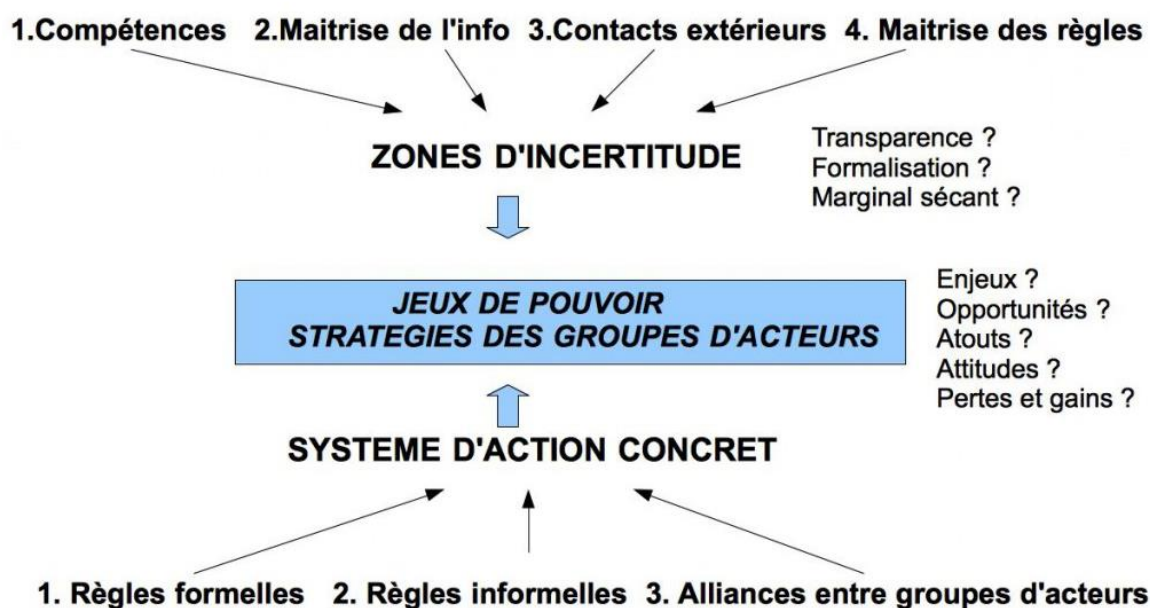 1.Compétences 2.Maitrise de l'info 3.Contacts extérieurs 4. Maitrise des règles
ZONES D'INCERTITUDE
Transparence ?
Formalisation ?
Marginal sécant ?
JEUX DE POUVOIR
STRATEGIES DES GROUPES D'ACTEURS
Enjeux ?
Opportunités ?
Atouts ?
Attitudes ?
Pertes et gains ?
SYSTEME D'ACTION CONCRET
1. Règles formelles 2. Règles informelles 3. Alliances entre groupes d'acteurs